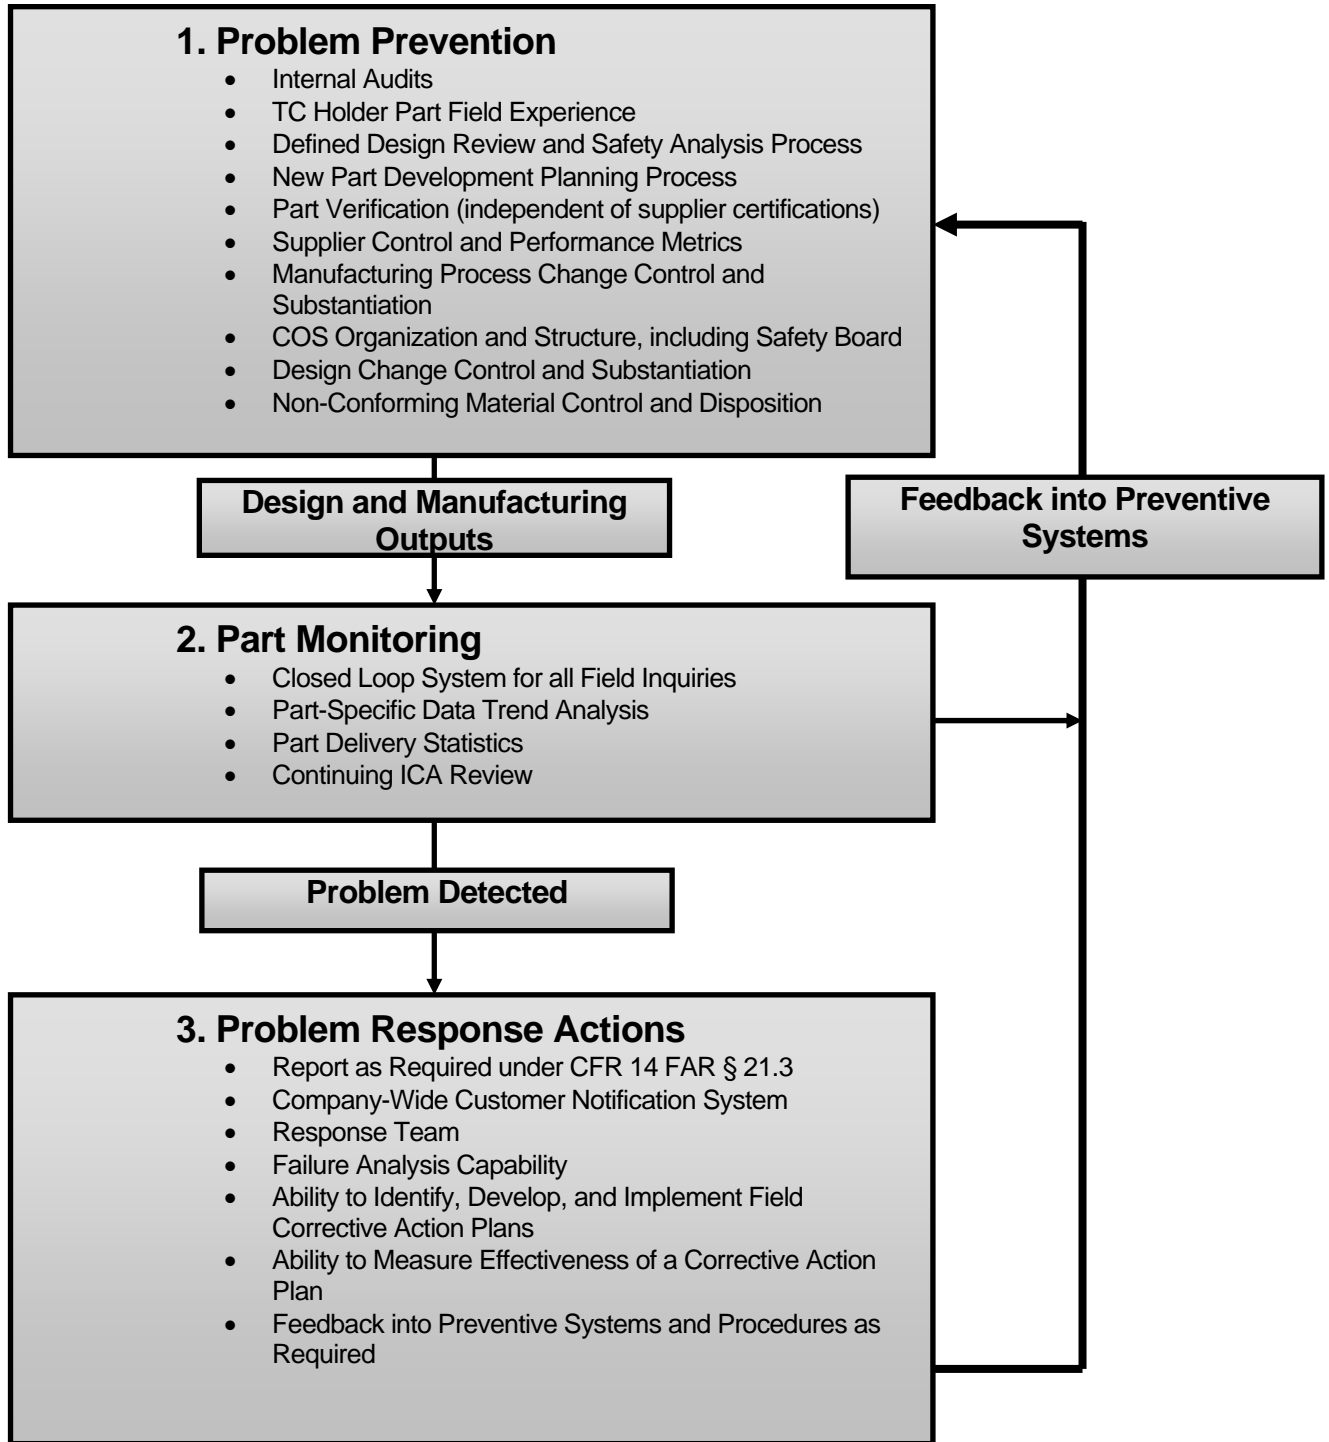 1. Problem Prevention
• Internal Audits
• TC Holder Part Field Experience
• Defined Design Review and Safety Analysis Process
• New Part Development Planning Process
• Part Verification (independent of supplier certifications)
• Supplier Control and Performance Metrics
• Manufacturing Process Change Control and
Substantiation
• COS Organization and Structure, including Safety Board
• Design Change Control and Substantiation
• Non-Conforming Material Control and Disposition
Design and Manufacturing
Outputs
Feedback into Preventive
Systems
2. Part Monitoring
• Closed Loop System for all Field Inquiries
• Part-Specific Data Trend Analysis
• Part Delivery Statistics
• Continuing ICA Review
Problem Detected
3. Problem Response Actions
• Report as Required under CFR 14 FAR § 21.3
• Company-Wide Customer Notification System
• Response Team
• Failure Analysis Capability
• Ability to Identify, Develop, and Implement Field
Corrective Action Plans
• Ability to Measure Effectiveness of a Corrective Action
Plan
• Feedback into Preventive Systems and Procedures as
Required